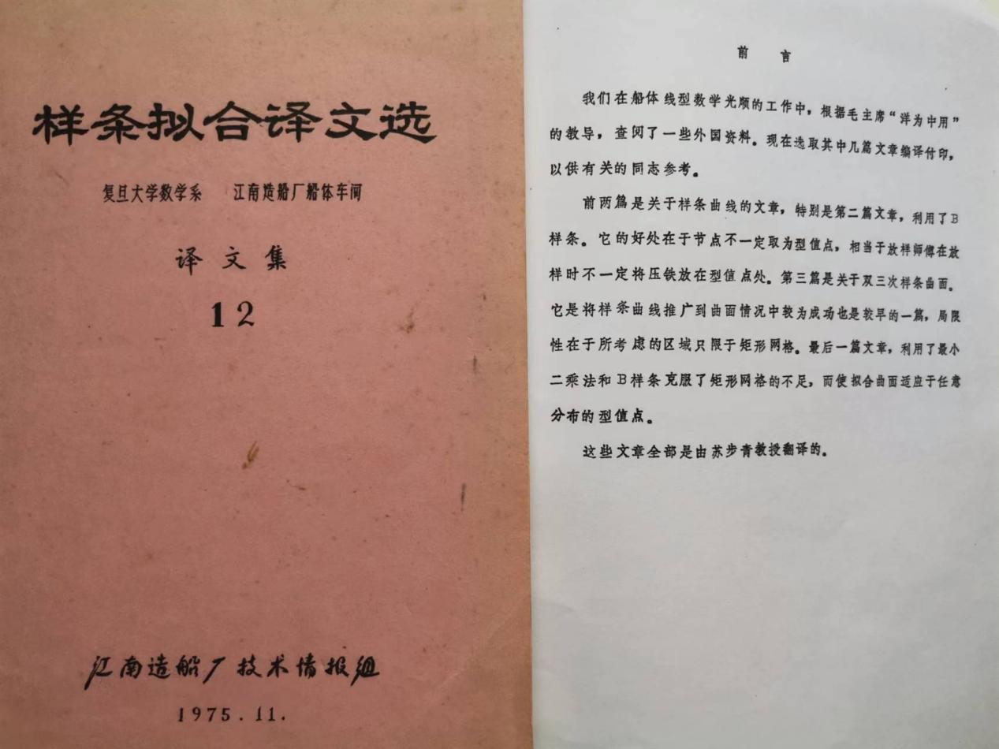 样条拟合译文选
复旦大学数学系 江南造船厂船体车间
译文集
12
江南造船厂技术情报组
1975.11.
前 言
我们在船体线型数学光顺的工作中，根据毛主席“洋为中用”
的教导，查阅了一些外国资料。现在选取其中几篇文章编译付印，
以供有关的同志参考。
前两篇是关于样条曲线的文章，特别是第二篇文章，利用了B
样条。它的好处在于节点不一定取为型值点，相当于放样师傅在放
样时不一定将压铁放在型值点处。第三篇是关于双三次样条曲面。
它是将样条曲线推广到曲面情况中较为成功也是较早的一篇，局限
性在于所考虑的区域只限于矩形网格。最后一篇文章，利用了最小
二乘法和B样条克服了矩形网格的不足，而使拟合曲面适应于任意
分布的型值点。
这些文章全部是由苏步青教授翻译的。